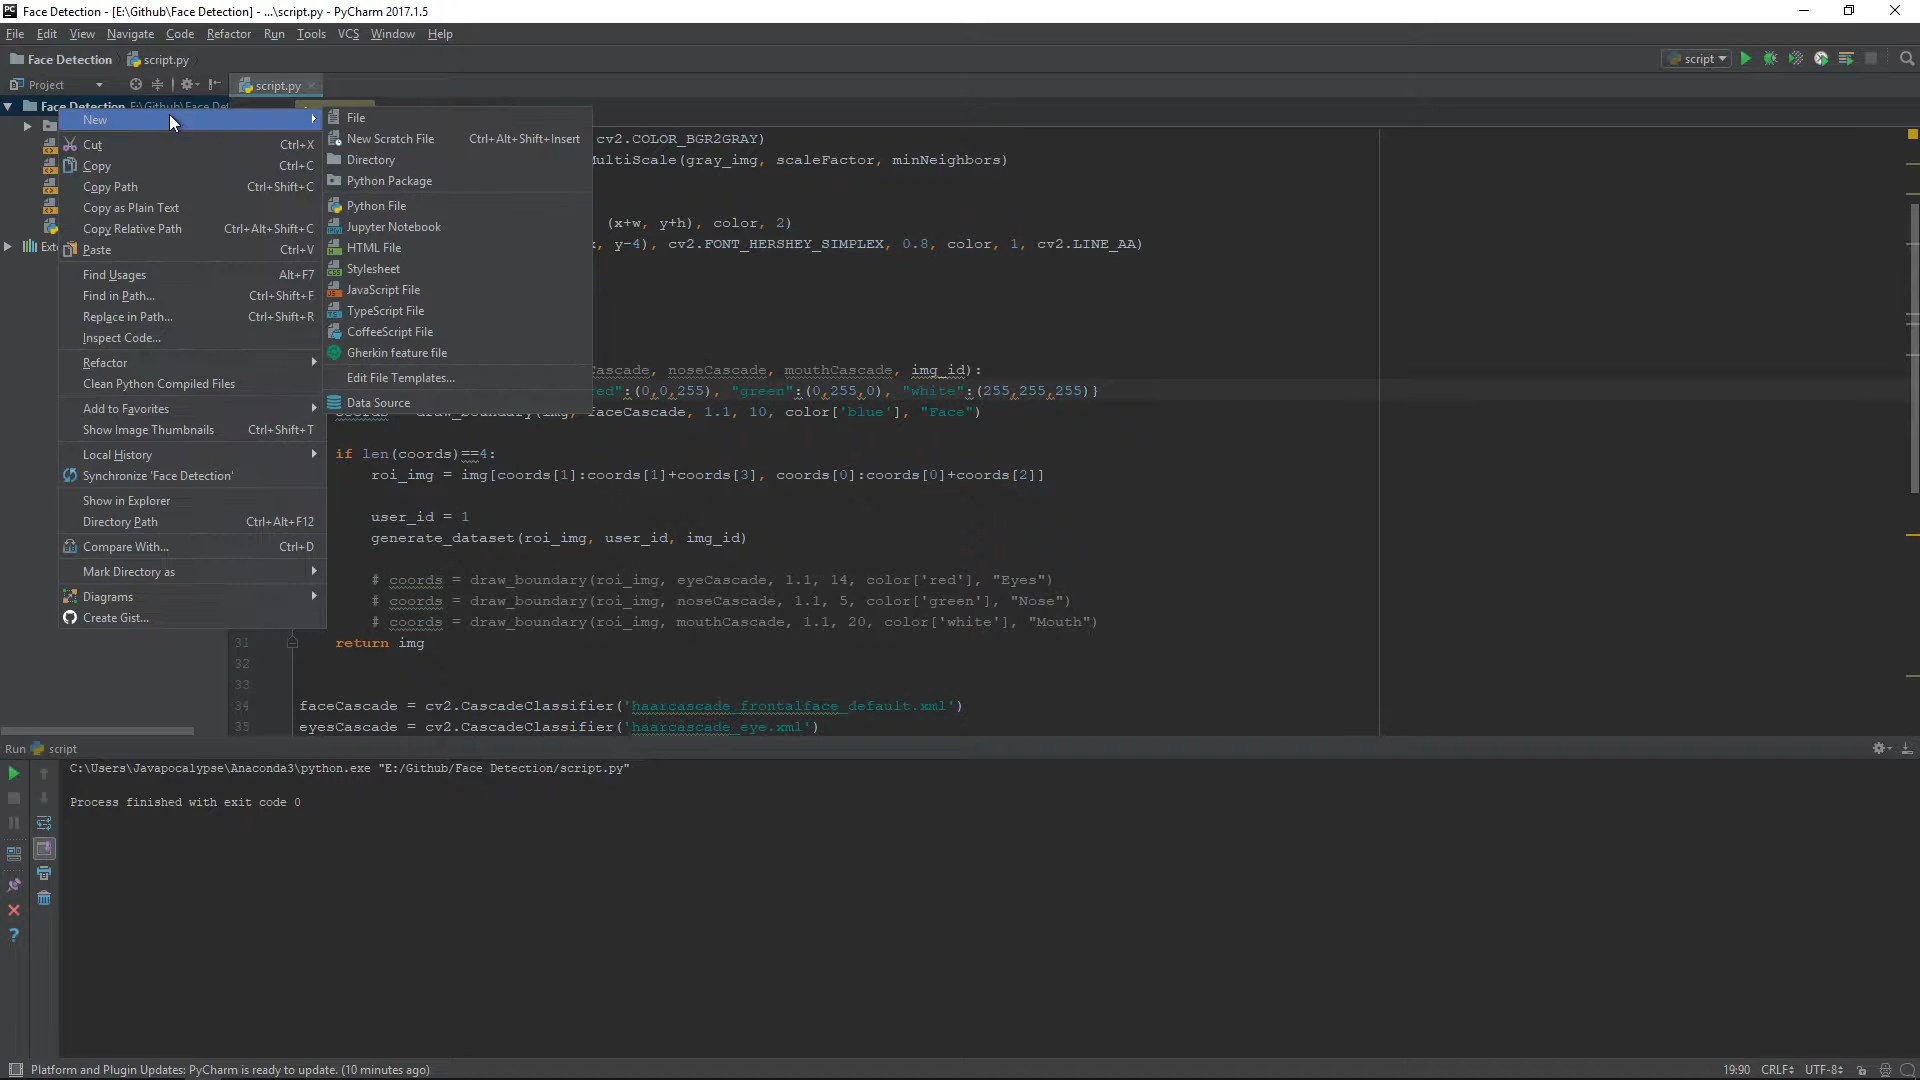 Face Detection - [E:\Github\Face Detection] - ...\script.py - PyCharm 2017.1.5
File Edit View Navigate Code Refactor Run Tools VCS Window Help
Face Detection script.py
script
Project
script.py
Face Detection E:\Github\Face Det
New
Cut Ctrl+X
Copy Ctrl+C
Copy Path Ctrl+Shift+C
Copy as Plain Text
Copy Relative Path Ctrl+Alt+Shift+C
Exte
Paste Ctrl+V
Find Usages Alt+F7
Find in Path... Ctrl+Shift+F
Replace in Path... Ctrl+Shift+R
Inspect Code...
Refactor
Clean Python Compiled Files
Add to Favorites
Show Image Thumbnails Ctrl+Shift+T
Local History
Synchronize 'Face Detection'
Show in Explorer
Directory Path Ctrl+Alt+F12
Compare With... Ctrl+D
Mark Directory as
Diagrams
Create Gist...
File
New Scratch File Ctrl+Alt+Shift+Insert
Directory
Python Package
Python File
Jupyter Notebook
HTML File
Stylesheet
JavaScript File
TypeScript File
CoffeeScript File
Gherkin feature file
Edit File Templates...
Data Source
cv2.COLOR_BGR2GRAY)
MultiScale(gray_img, scaleFactor, minNeighbors)
(x+w, y+h), color, 2)
, y-4), cv2.FONT_HERSHEY_SIMPLEX, 0.8, color, 1, cv2.LINE_AA)
Cascade, noseCascade, mouthCascade, img_id):
ed":(0,0,255), "green":(0,255,0), "white":(255,255,255)}
coords = draw_boundary(img, faceCascade, 1.1, 10, color['blue'], "Face")
if len(coords)==4:
roi_img = img[coords[1]:coords[1]+coords[3], coords[0]:coords[0]+coords[2]]
user_id = 1
generate_dataset(roi_img, user_id, img_id)
# coords = draw_boundary(roi_img, eyeCascade, 1.1, 14, color['red'], "Eyes")
# coords = draw_boundary(roi_img, noseCascade, 1.1, 5, color['green'], "Nose")
# coords = draw_boundary(roi_img, mouthCascade, 1.1, 20, color['white'], "Mouth")
31 return img
32
33
34 faceCascade = cv2.CascadeClassifier('haarcascade_frontalface_default.xml')
35 eyesCascade = cv2.CascadeClassifier('haarcascade_eye.xml')
Run script
C:\Users\Javapocalypse\Anaconda3\python.exe "E:/Github/Face Detection/script.py"
Process finished with exit code 0
Platform and Plugin Updates: PyCharm is ready to update. (10 minutes ago)
19:90 CRLF UTF-8